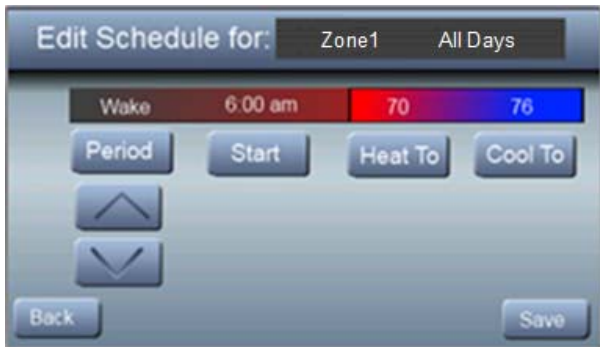 Edit Schedule for: Zone1 All Days
Wake 6:00 am 70 76
Period Start Heat To Cool To
Back Save